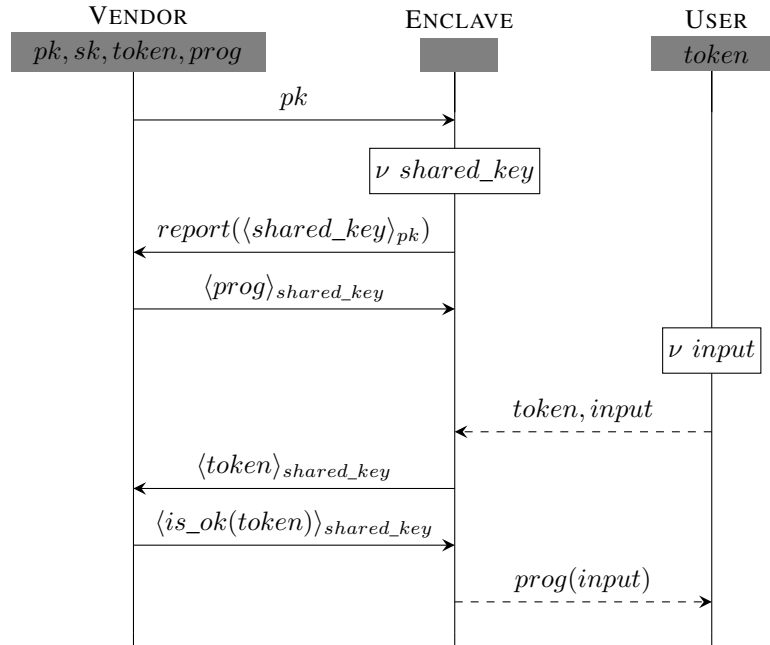 VENDOR ENCLAVE USER
pk, sk, token, prog token
pk
ν shared_key
report(⟨shared_key⟩pk)
⟨prog⟩shared_key
ν input
token, input
⟨token⟩shared_key
⟨is_ok(token)⟩shared_key
prog(input)